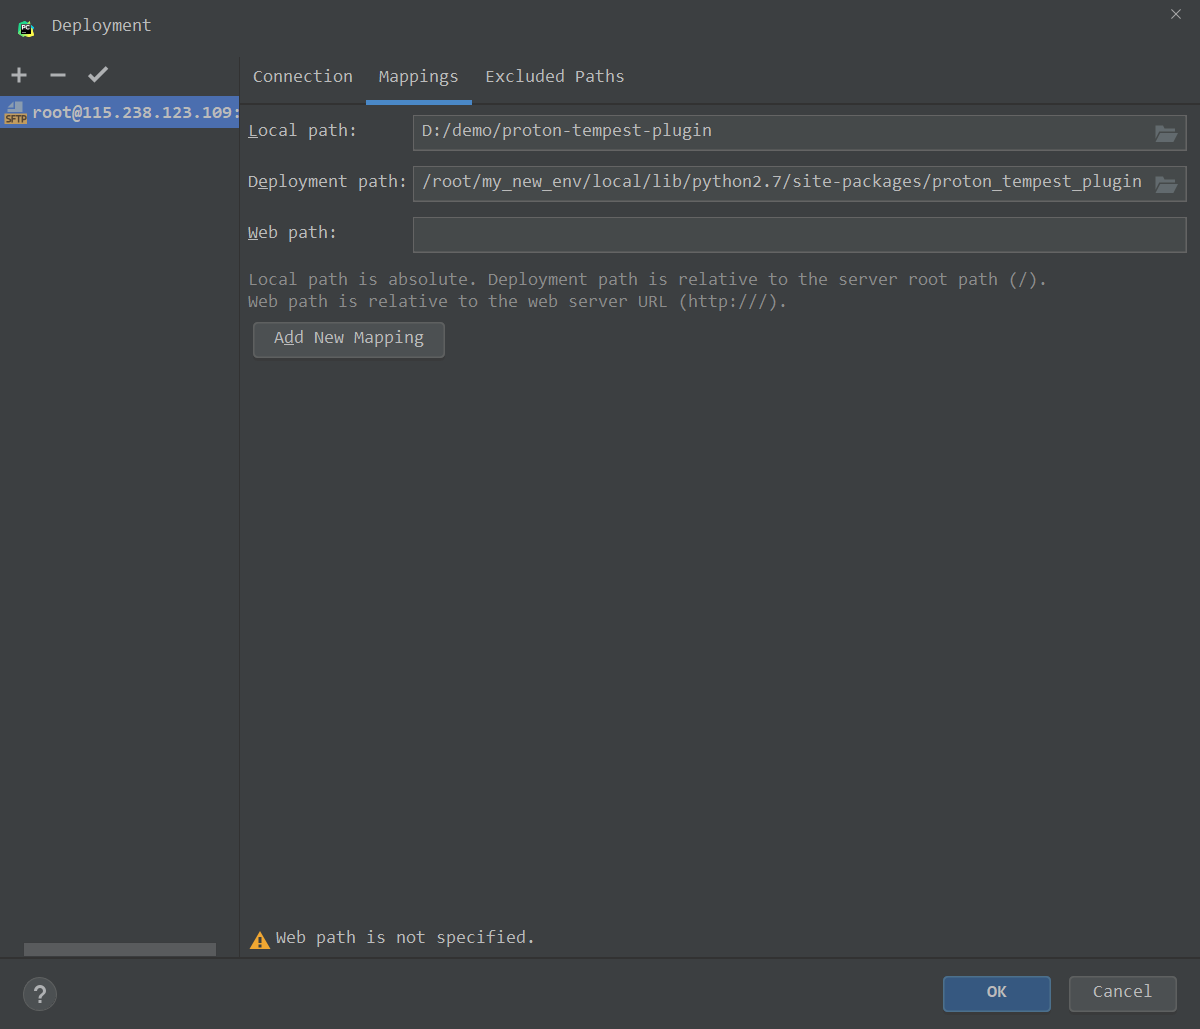 Deployment
root@115.238.123.109:
Connection Mappings Excluded Paths
Local path: D:/demo/proton-tempest-plugin
Deployment path: /root/my_new_env/local/lib/python2.7/site-packages/proton_tempest_plugin
Web path:
Local path is absolute. Deployment path is relative to the server root path (/).
Web path is relative to the web server URL (http:///).
Add New Mapping
Web path is not specified.
? OK Cancel
PC
SFTP